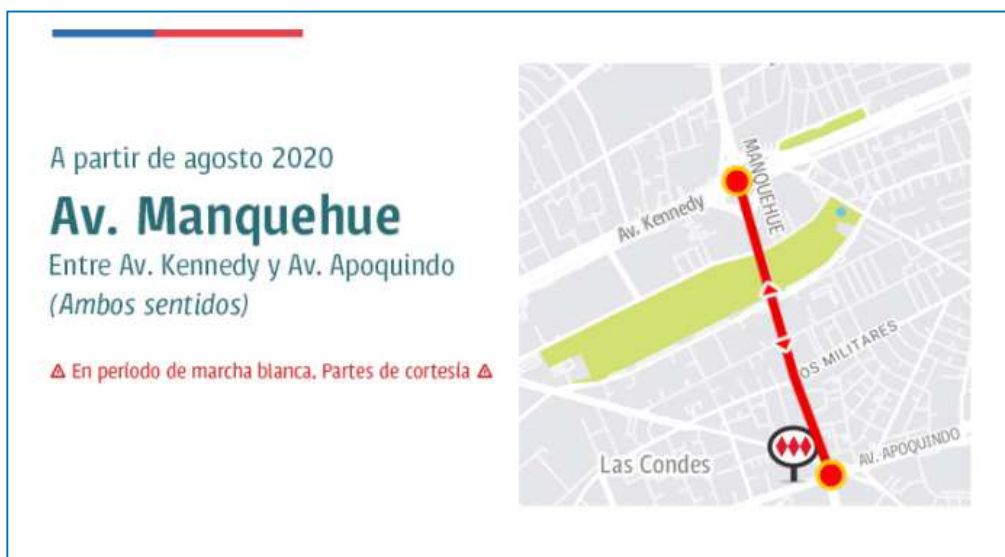 A partir de agosto 2020
Av. Manquehue
Entre Av. Kennedy y Av. Apoquindo
(Ambos sentidos)
⚠ En período de marcha blanca. Partes de cortesía ⚠
MANQUEHUE
Av. Kennedy
OS MILITARES
AV. APOQUINDO
Las Condes